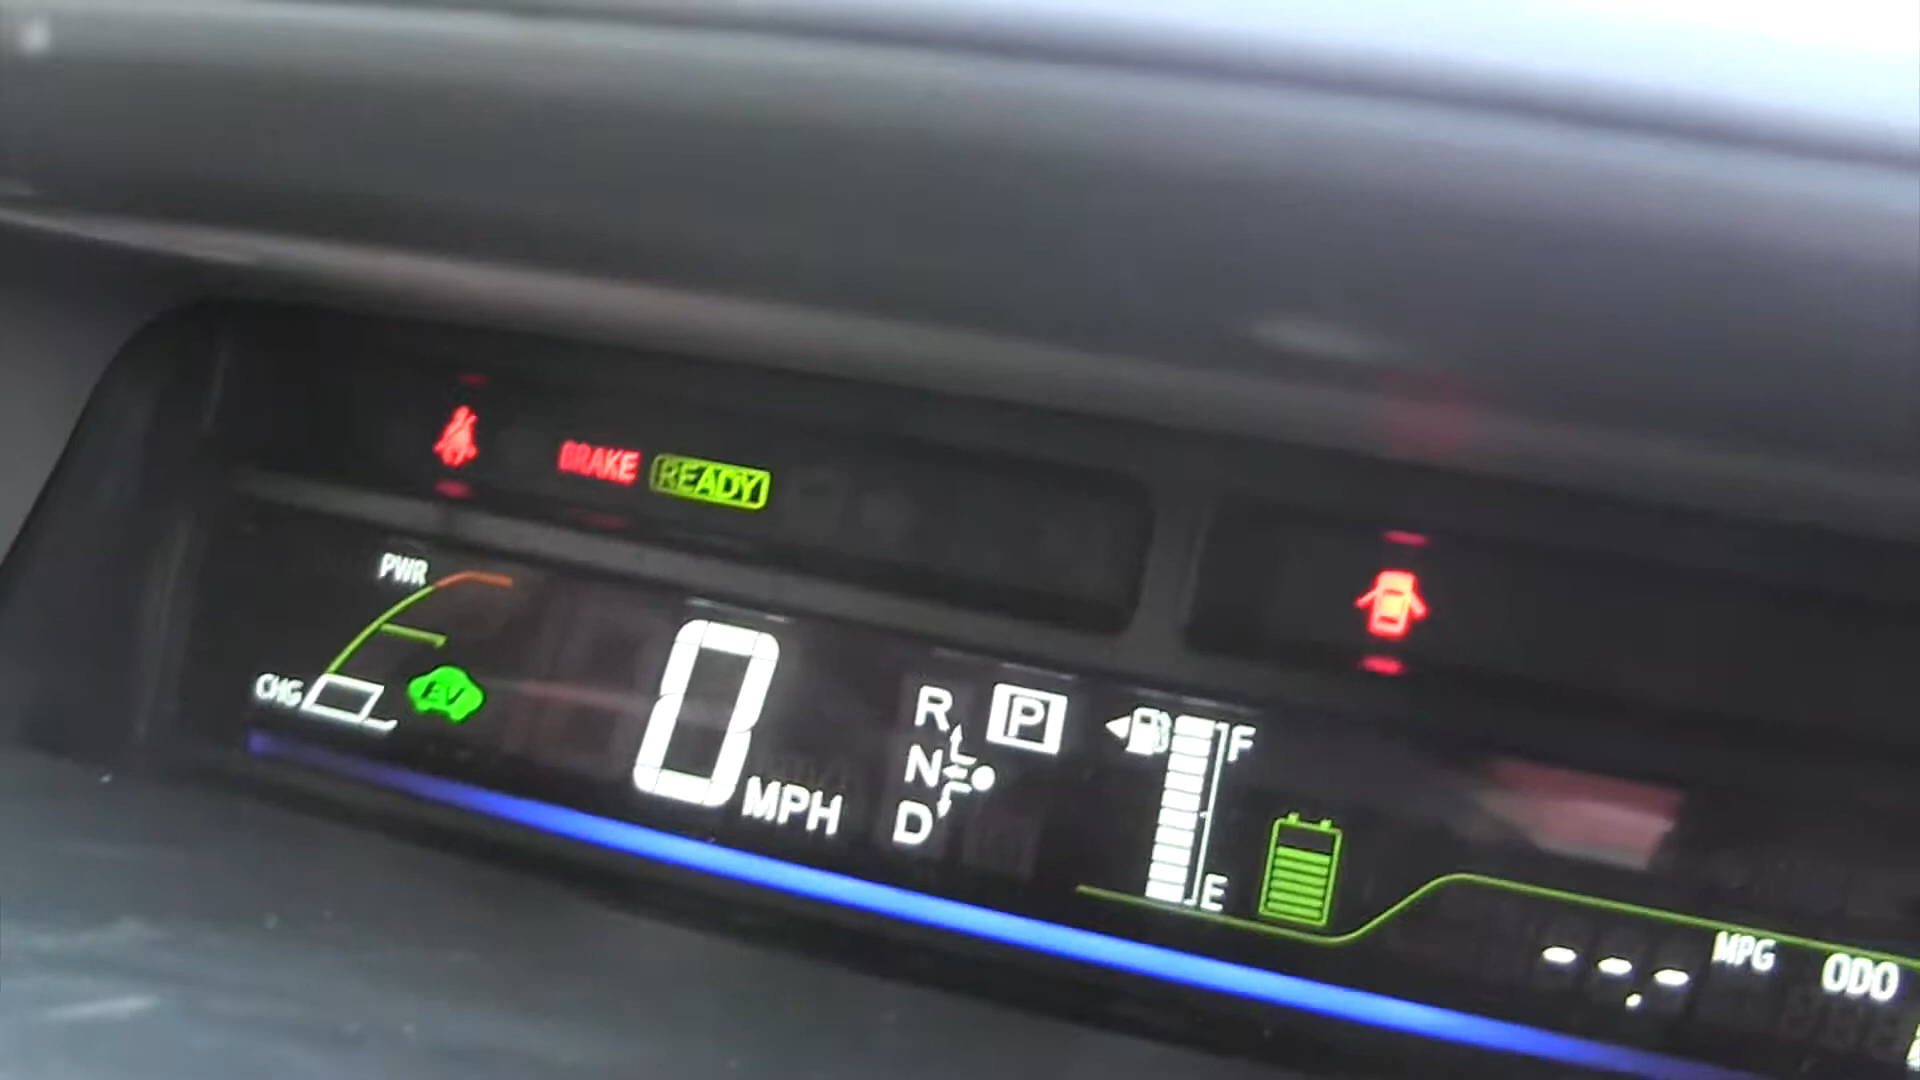 BRAKE READY
PWR
CHG
EV
0 MPH
R
P
N
D
F
E
MPG
ODO